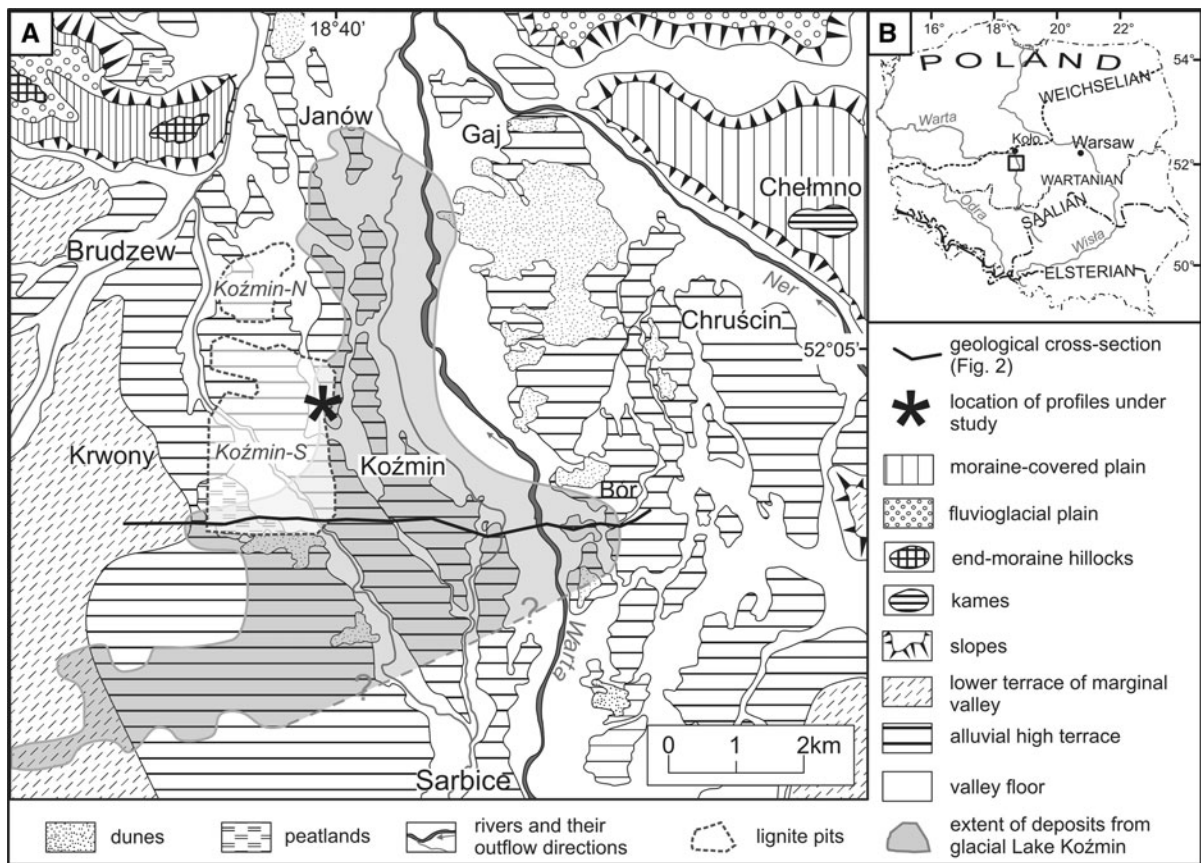 A
18°40'
Janów
Gaj
Chełmno
Brudzew
Koźmin-N
Ner
Chruścin
52°05'
Krwony
Koźmin-S
Koźmin
Bór
?
?
Warta
0 1 2km
Sarbice
B
16° 18° 20°
POLAND
54°
WEICHSELIAN
Warta
Koło
Warsaw
52°
WARTANIAN
Odra
SAALIAN
Wisła
50°
ELSTERIAN
geological cross-section
(Fig. 2)
location of profiles under
study
moraine-covered plain
fluvioglacial plain
end-moraine hillocks
kames
slopes
lower terrace of marginal
valley
alluvial high terrace
valley floor
extent of deposits from
glacial Lake Koźmin
dunes
peatlands
rivers and their
outflow directions
lignite pits